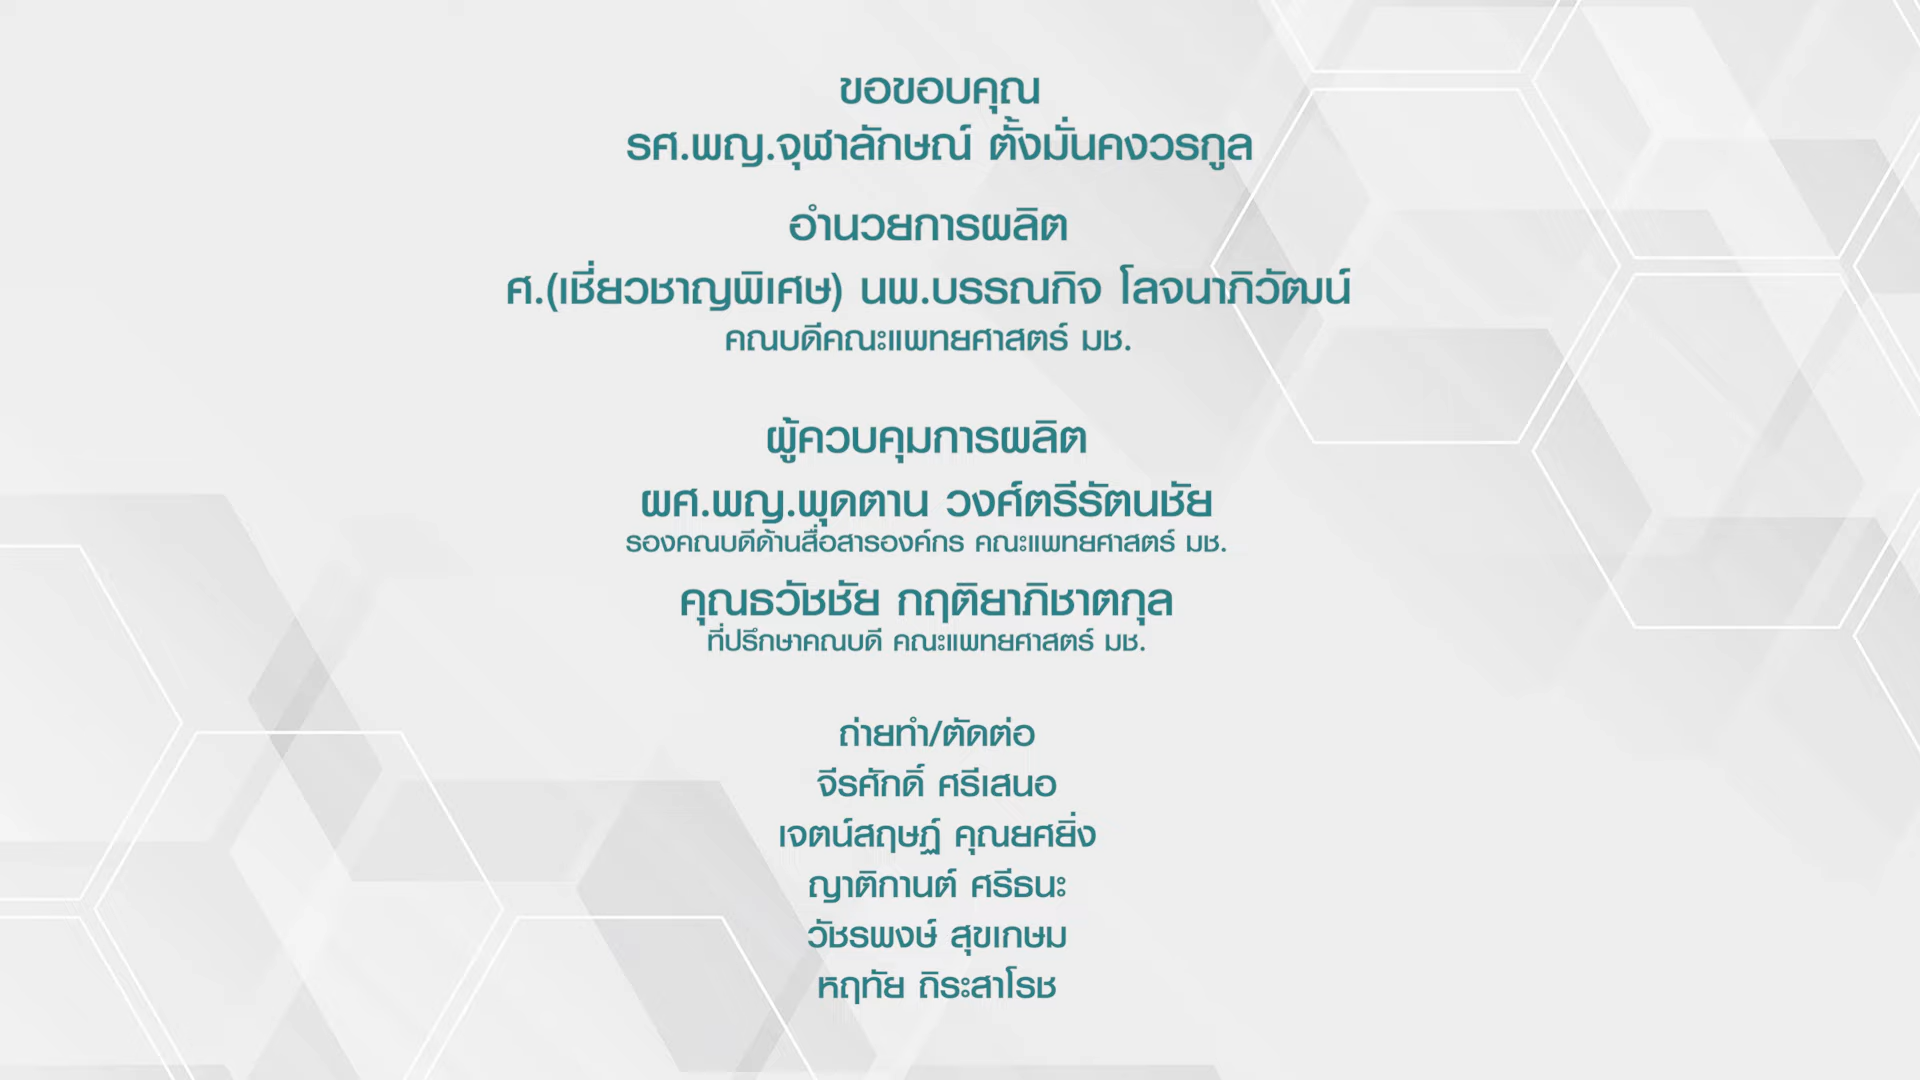 ขอขอบคุณ
รศ.พญ.จุฬาลักษณ์ ตั้งมั่นคงวรกูล
อำนวยการผลิต
ศ.(เชี่ยวชาญพิเศษ) นพ.บรรณกิจ โลจนาภิวัฒน์
คณบดีคณะแพทยศาสตร์ มช.
ผู้ควบคุมการผลิต
ผศ.พญ.พุดตาน วงศ์ตรีรัตนชัย
รองคณบดีด้านสื่อสารองค์กร คณะแพทยศาสตร์ มช.
คุณธวัชชัย กฤติยาภิชาตกุล
ที่ปรึกษาคณบดี คณะแพทยศาสตร์ มช.
ถ่ายทำ/ตัดต่อ
จีรศักดิ์ ศรีเสนอ
เจตน์สฤษฏ์ คุณยศยิ่ง
ญาติกานต์ ศรีธนะ
วัชรพงษ์ สุขเกษม
หฤทัย ถิระสาโรช